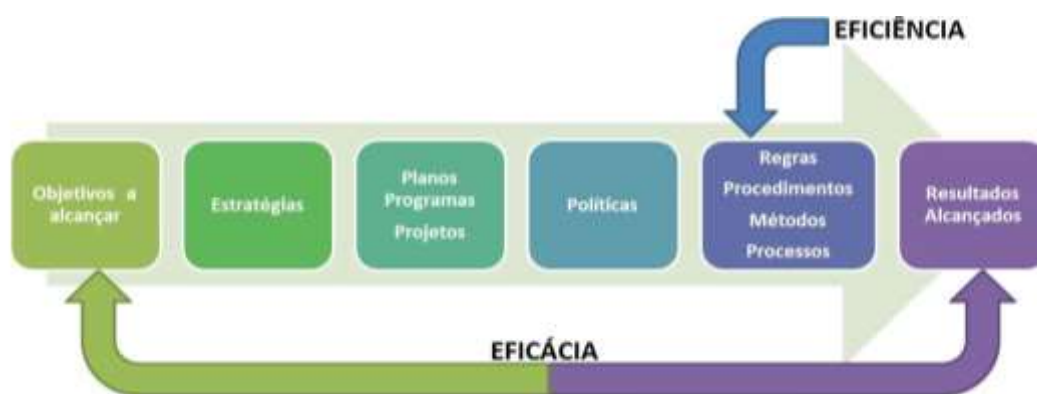 EFICIÊNCIA
Objetivos a
alcançar
Estratégias
Planos
Programas
Projetos
Políticas
Regras
Procedimentos
Métodos
Processos
Resultados
Alcançados
EFICÁCIA